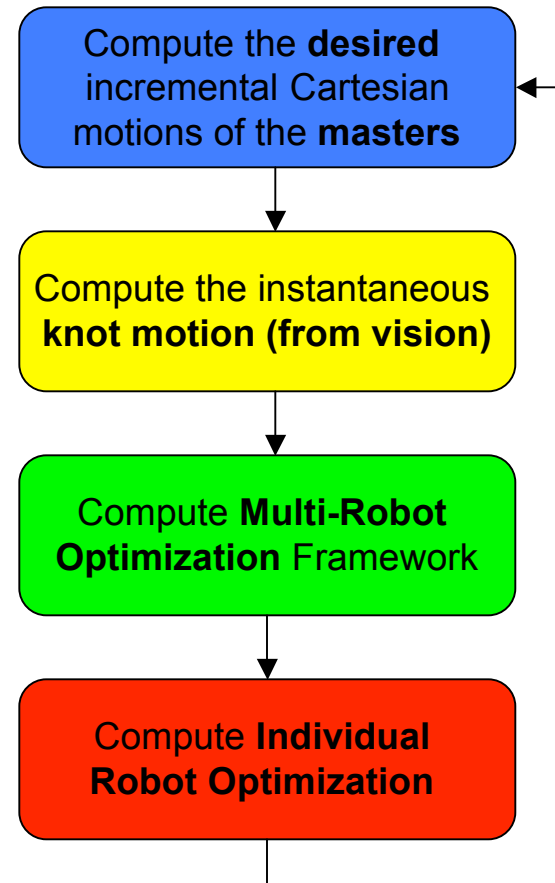 Compute the desired
incremental Cartesian
motions of the masters
Compute the instantaneous
knot motion (from vision)
Compute Multi-Robot
Optimization Framework
Compute Individual
Robot Optimization